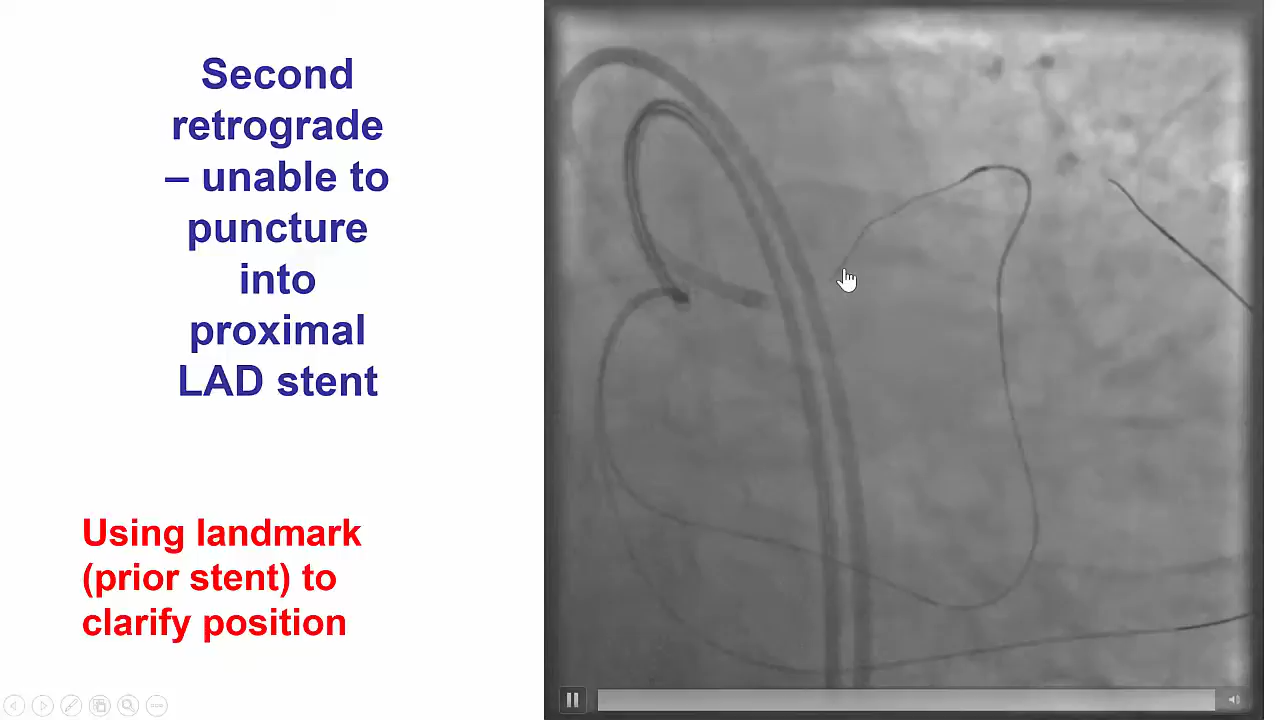 Second
retrograde
– unable to
puncture
into
proximal
LAD stent
Using landmark
(prior stent) to
clarify position